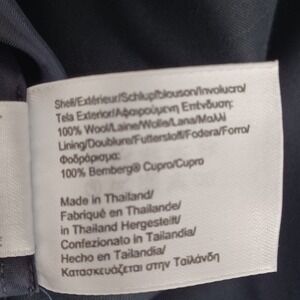 Shell/Extérieur/Schlupfblouson/Involucro/
Tela Exterior/Αφαιρούμενη Επένδυση:
100% Wool/Laine/Wolle/Lana/Μαλλί
Lining/Doublure/Futterstoff/Fodera/Forro/
Φοδράρισμα:
100% Bemberg® Cupro/Cupro
Made in Thailand/
Fabriqué en Thailande/
in Thailand Hergestellt/
Confezionato in Tailandia/
Hecho en Tailandia/
Κατασκευάζεται στην Ταϊλάνδη